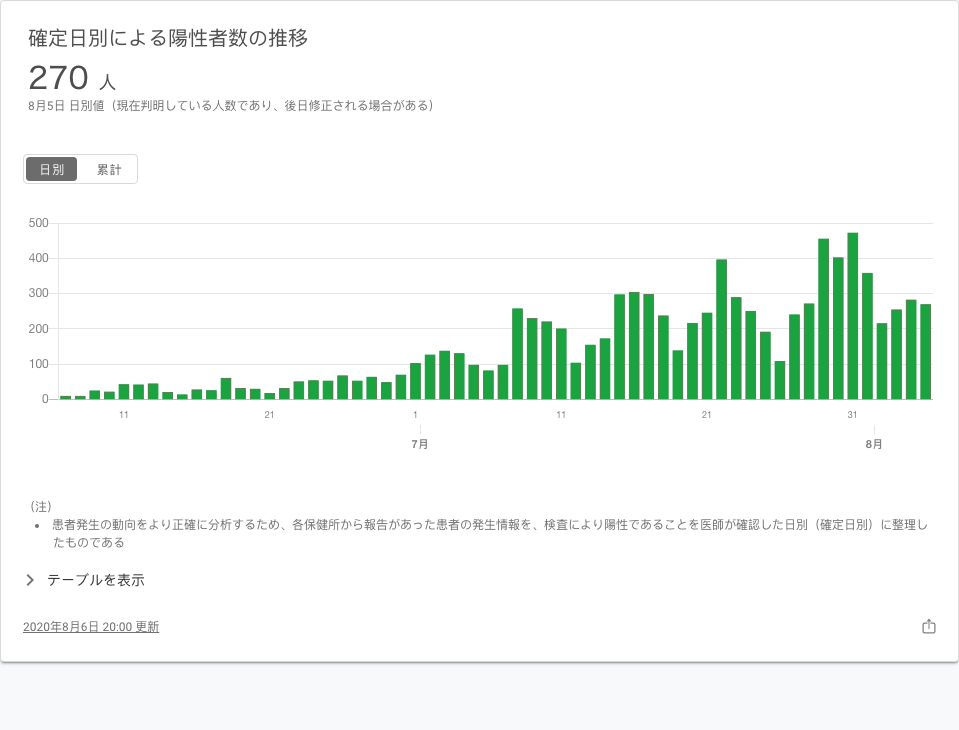 確定日別による陽性者数の推移
270 人
8月5日 日別値（現在判明している人数であり、後日修正される場合がある）
日別 累計
500
400
300
200
100
0
11 21 1 11 21 31
7月 8月
（注）
• 患者発生の動向をより正確に分析するため、各保健所から報告があった患者の発生情報を、検査により陽性であることを医師が確認した日別（確定日別）に整理し
たものである
テーブルを表示
2020年8月6日 20:00 更新